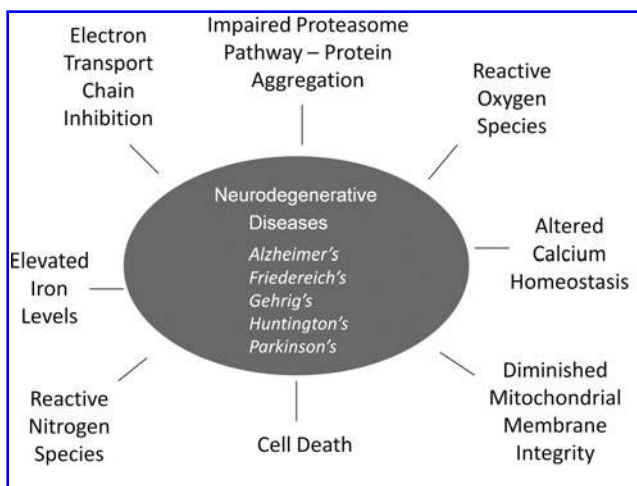 Electron
Transport
Chain
Inhibition
Impaired Proteasome
Pathway – Protein
Aggregation
Reactive
Oxygen
Species
Neurodegenerative
Diseases
Alzheimer's
Friedereich's
Gehrig's
Huntington's
Parkinson's
Elevated
Iron
Levels
Altered
Calcium
Homeostasis
Reactive
Nitrogen
Species
Cell Death
Diminished
Mitochondrial
Membrane
Integrity